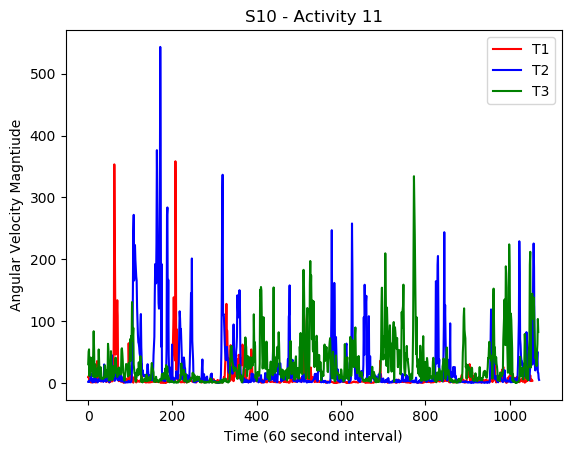 S10 - Activity 11
T1
T2
T3
500
400
300
200
100
0
Angular Velocity Magntiude
0 200 400 600 800 1000
Time (60 second interval)